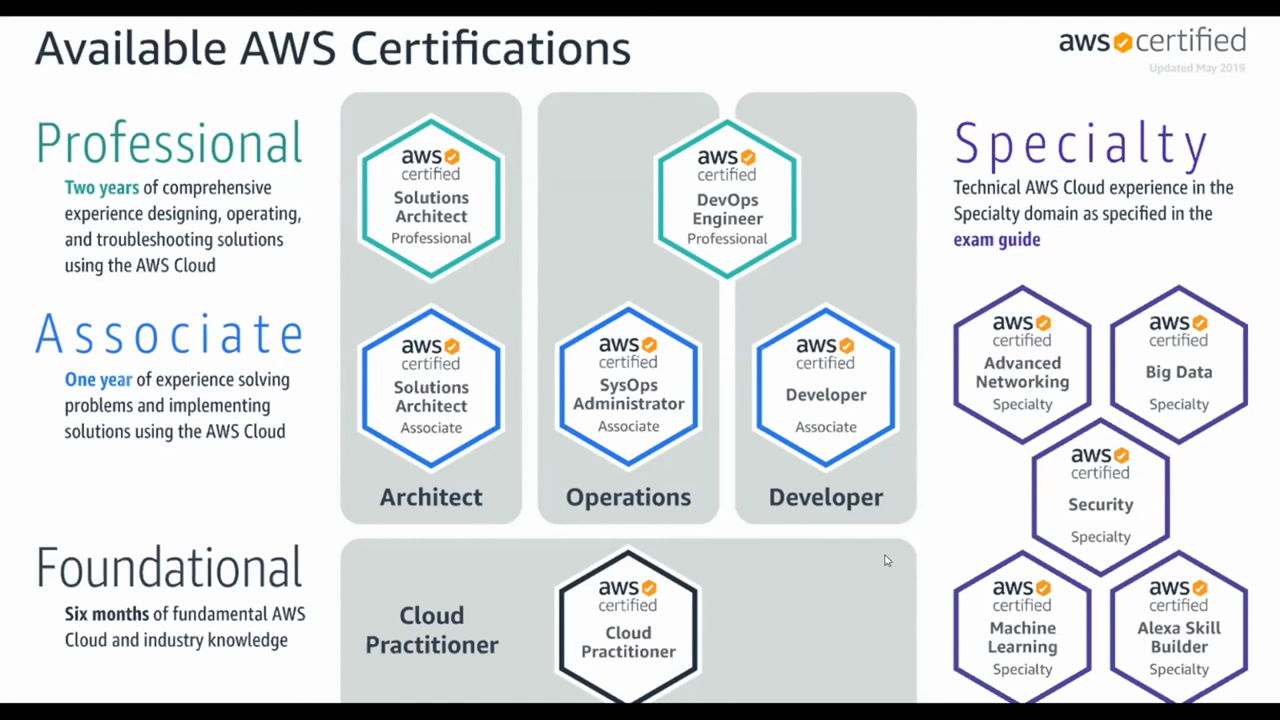 Available AWS Certifications
aws certified
Updated May 2019
Professional
Two years of comprehensive
experience designing, operating,
and troubleshooting solutions
using the AWS Cloud
Associate
One year of experience solving
problems and implementing
solutions using the AWS Cloud
Foundational
Six months of fundamental AWS
Cloud and industry knowledge
aws
certified
Solutions
Architect
Professional
aws
certified
DevOps
Engineer
Professional
aws
certified
Solutions
Architect
Associate
aws
certified
SysOps
Administrator
Associate
aws
certified
Developer
Associate
Architect
Operations
Developer
Cloud
Practitioner
aws
certified
Cloud
Practitioner
Specialty
Technical AWS Cloud experience in the
Specialty domain as specified in the
exam guide
aws
certified
Advanced
Networking
Specialty
aws
certified
Big Data
Specialty
aws
certified
Security
Specialty
aws
certified
Machine
Learning
Specialty
aws
certified
Alexa Skill
Builder
Specialty